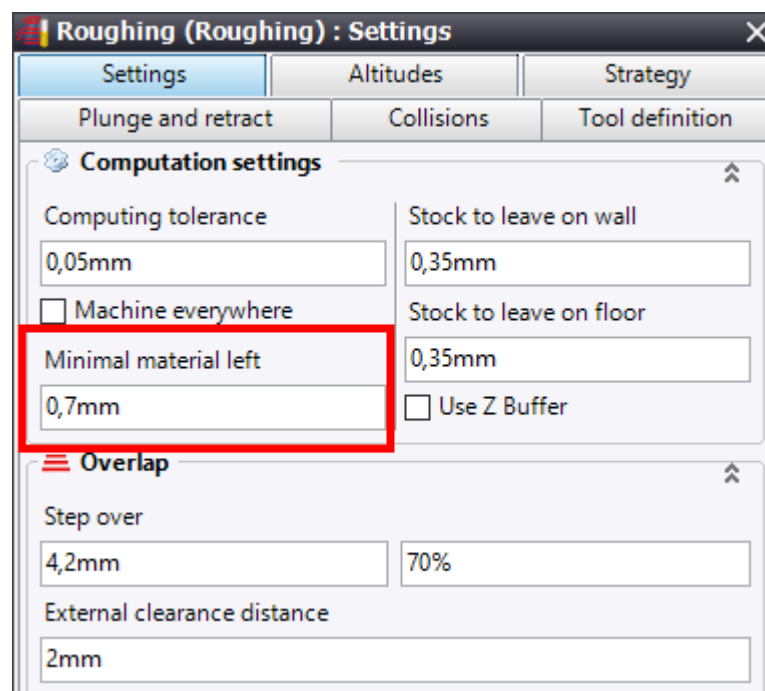 Roughing (Roughing) : Settings
Settings Altitudes Strategy
Plunge and retract Collisions Tool definition
Computation settings
Computing tolerance Stock to leave on wall
0,05mm 0,35mm
Machine everywhere Stock to leave on floor
Minimal material left 0,35mm
0,7mm Use Z Buffer
Overlap
Step over
4,2mm 70%
External clearance distance
2mm